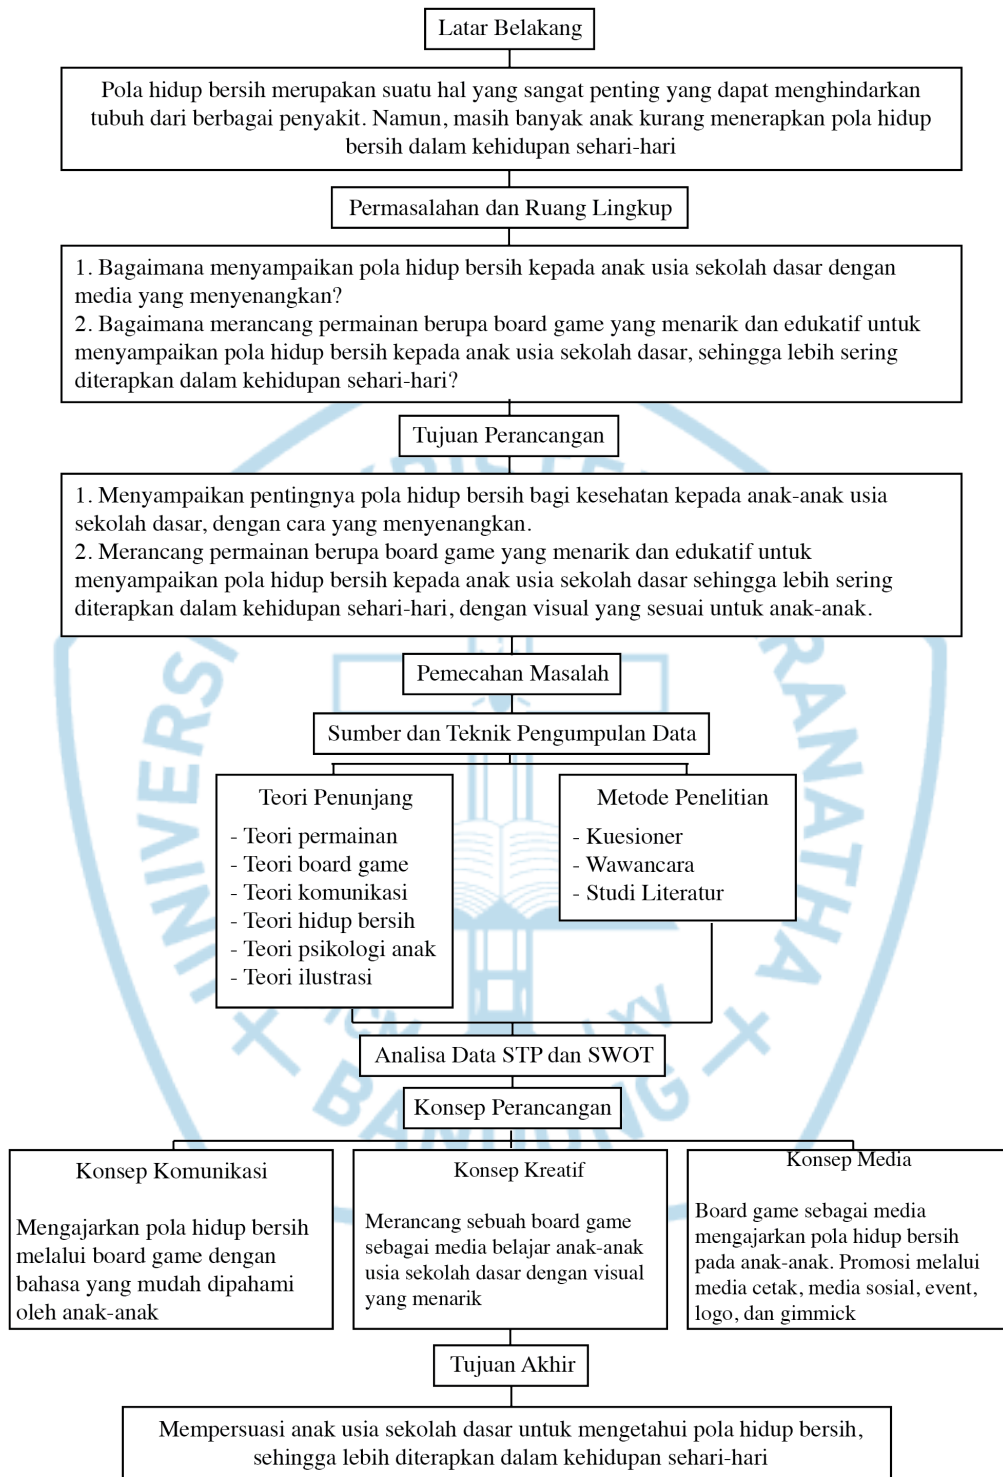 Latar Belakang
Pola hidup bersih merupakan suatu hal yang sangat penting yang dapat menghindarkan
tubuh dari berbagai penyakit. Namun, masih banyak anak kurang menerapkan pola hidup
bersih dalam kehidupan sehari-hari
Permasalahan dan Ruang Lingkup
1. Bagaimana menyampaikan pola hidup bersih kepada anak usia sekolah dasar dengan
media yang menyenangkan?
2. Bagaimana merancang permainan berupa board game yang menarik dan edukatif untuk
menyampaikan pola hidup bersih kepada anak usia sekolah dasar, sehingga lebih sering
diterapkan dalam kehidupan sehari-hari?
Tujuan Perancangan
1. Menyampaikan pentingnya pola hidup bersih bagi kesehatan kepada anak-anak usia
sekolah dasar, dengan cara yang menyenangkan.
2. Merancang permainan berupa board game yang menarik dan edukatif untuk
menyampaikan pola hidup bersih kepada anak usia sekolah dasar sehingga lebih sering
diterapkan dalam kehidupan sehari-hari, dengan visual yang sesuai untuk anak-anak.
Pemecahan Masalah
Sumber dan Teknik Pengumpulan Data
Teori Penunjang
- Teori permainan
- Teori board game
- Teori komunikasi
- Teori hidup bersih
- Teori psikologi anak
- Teori ilustrasi
Metode Penelitian
- Kuesioner
- Wawancara
- Studi Literatur
Analisa Data STP dan SWOT
Konsep Perancangan
Konsep Komunikasi
Mengajarkan pola hidup bersih
melalui board game dengan
bahasa yang mudah dipahami
oleh anak-anak
Konsep Kreatif
Merancang sebuah board game
sebagai media belajar anak-anak
usia sekolah dasar dengan visual
yang menarik
Konsep Media
Board game sebagai media
mengajarkan pola hidup bersih
pada anak-anak. Promosi melalui
media cetak, media sosial, event,
logo, dan gimmick
Tujuan Akhir
Mempersuasi anak usia sekolah dasar untuk mengetahui pola hidup bersih,
sehingga lebih diterapkan dalam kehidupan sehari-hari
BANDUNG